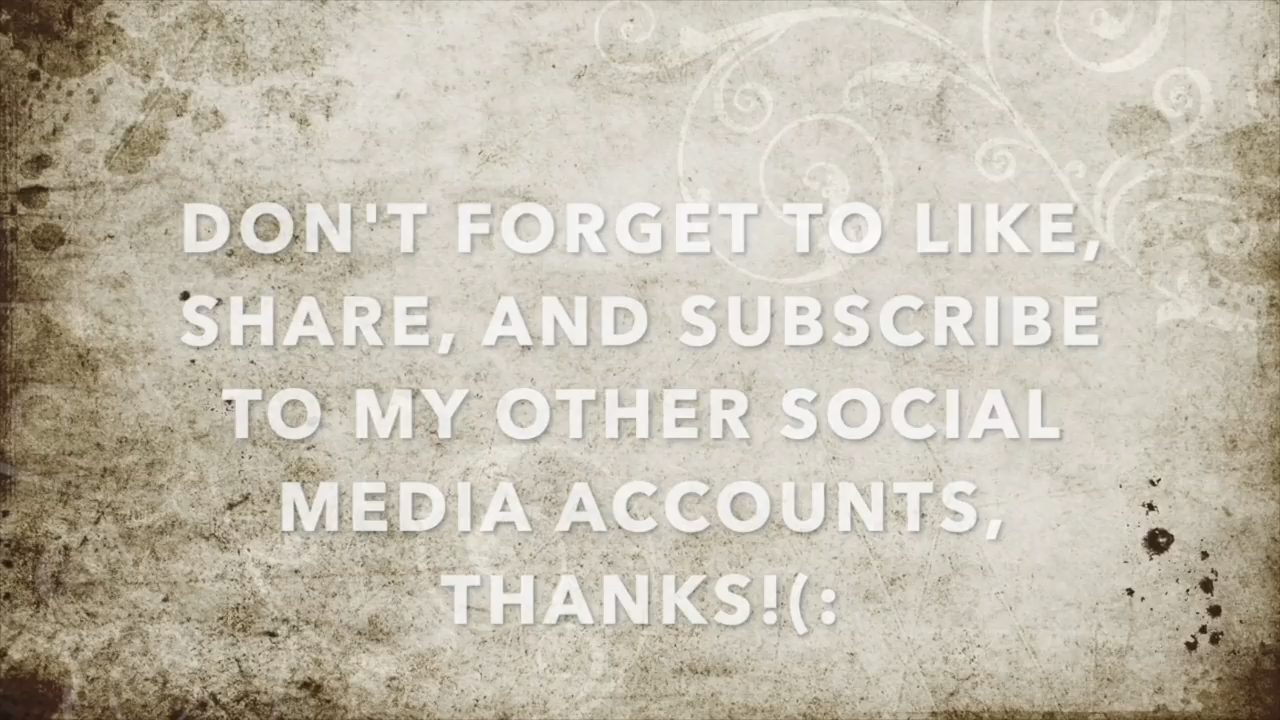 DON'T FORGET TO LIKE,
SHARE, AND SUBSCRIBE
TO MY OTHER SOCIAL
MEDIA ACCOUNTS,
THANKS!(: